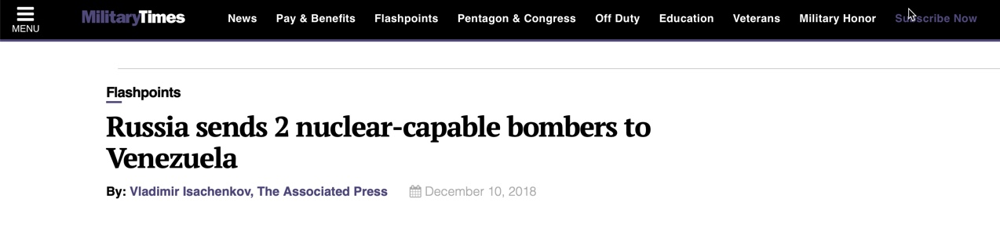 MENU
MilitaryTimes News Pay & Benefits Flashpoints Pentagon & Congress Off Duty Education Veterans Military Honor Subscribe Now
Flashpoints
Russia sends 2 nuclear-capable bombers to
Venezuela
By: Vladimir Isachenkov, The Associated Press December 10, 2018